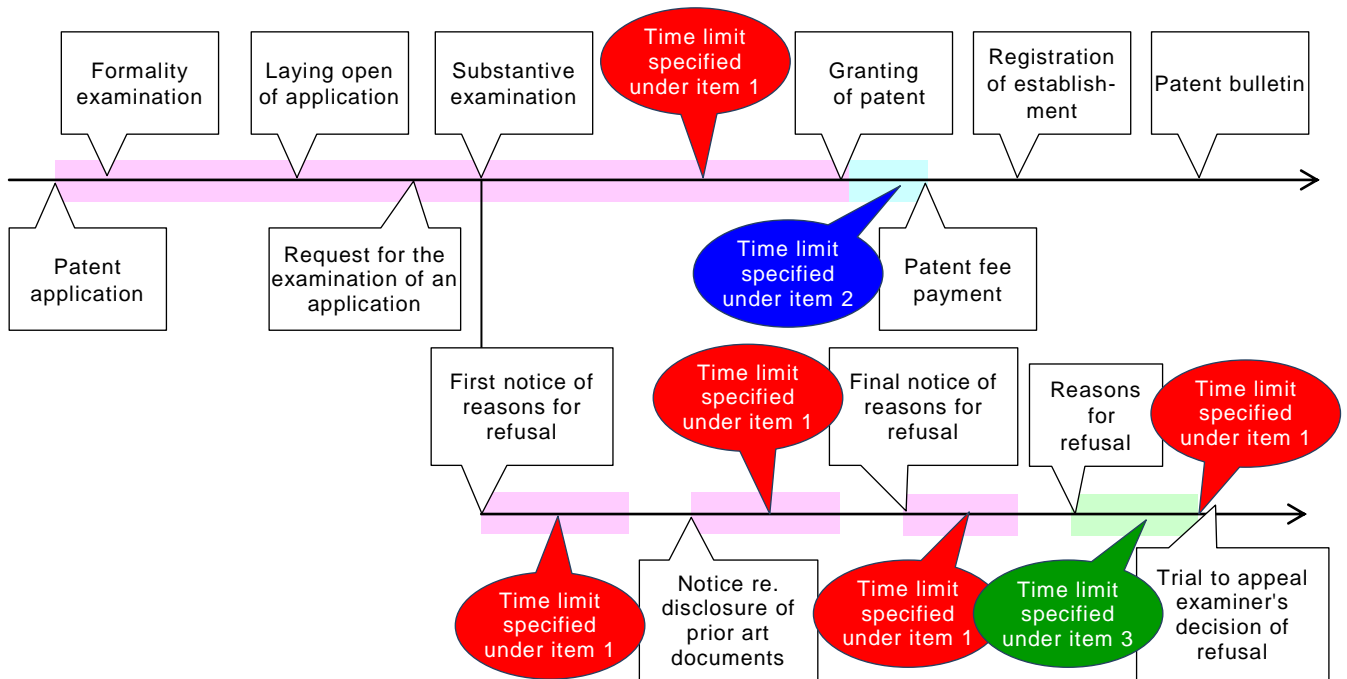 Formality
examination
Laying open
of application
Substantive
examination
Time limit
specified
under item 1
Granting
of patent
Registration
of establish-
ment
Patent bulletin
Patent
application
Request for the
examination of an
application
Time limit
specified
under item 2
Patent fee
payment
First notice of
reasons for
refusal
Time limit
specified
under item 1
Final notice of
reasons for
refusal
Reasons
for
refusal
Time limit
specified
under item 1
Time limit
specified
under item 1
Notice re.
disclosure of
prior art
documents
Time limit
specified
under item 1
Time limit
specified
under item 3
Trial to appeal
examiner's
decision of
refusal